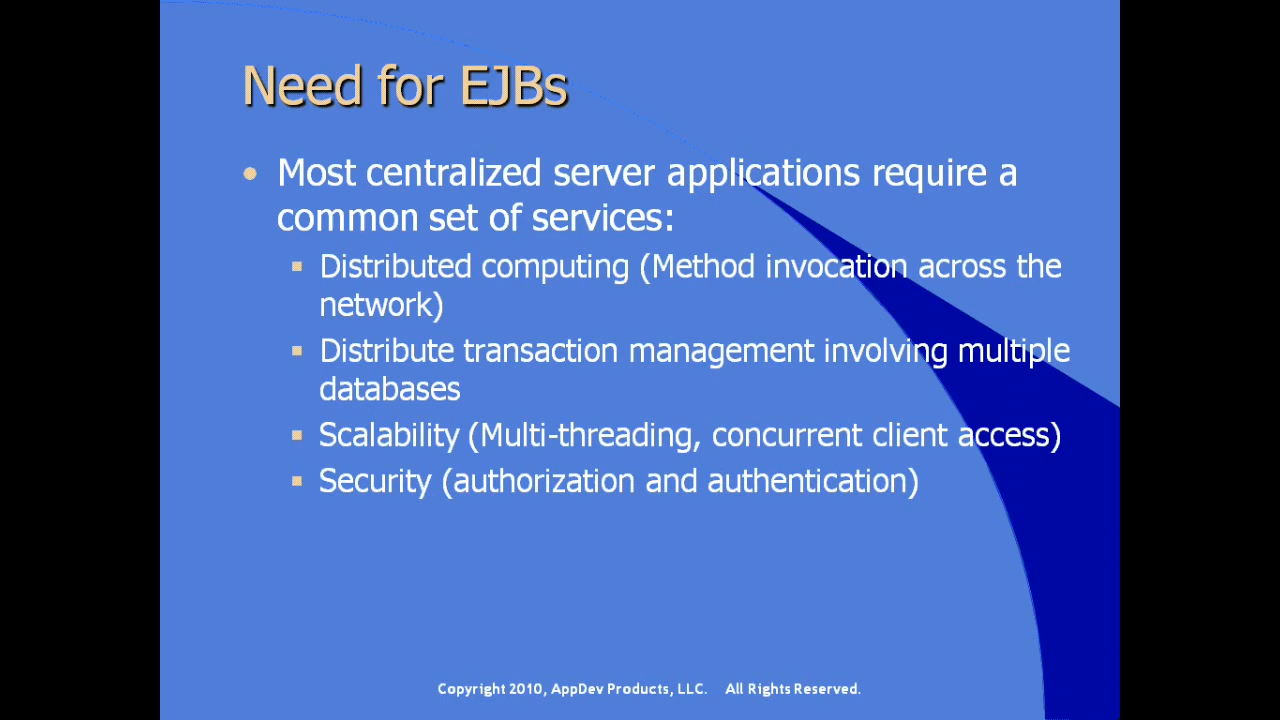 Need for EJBs
• Most centralized server applications require a
common set of services:
▪ Distributed computing (Method invocation across the
network)
▪ Distribute transaction management involving multiple
databases
▪ Scalability (Multi-threading, concurrent client access)
▪ Security (authorization and authentication)
Copyright 2010, AppDev Products, LLC. All Rights Reserved.